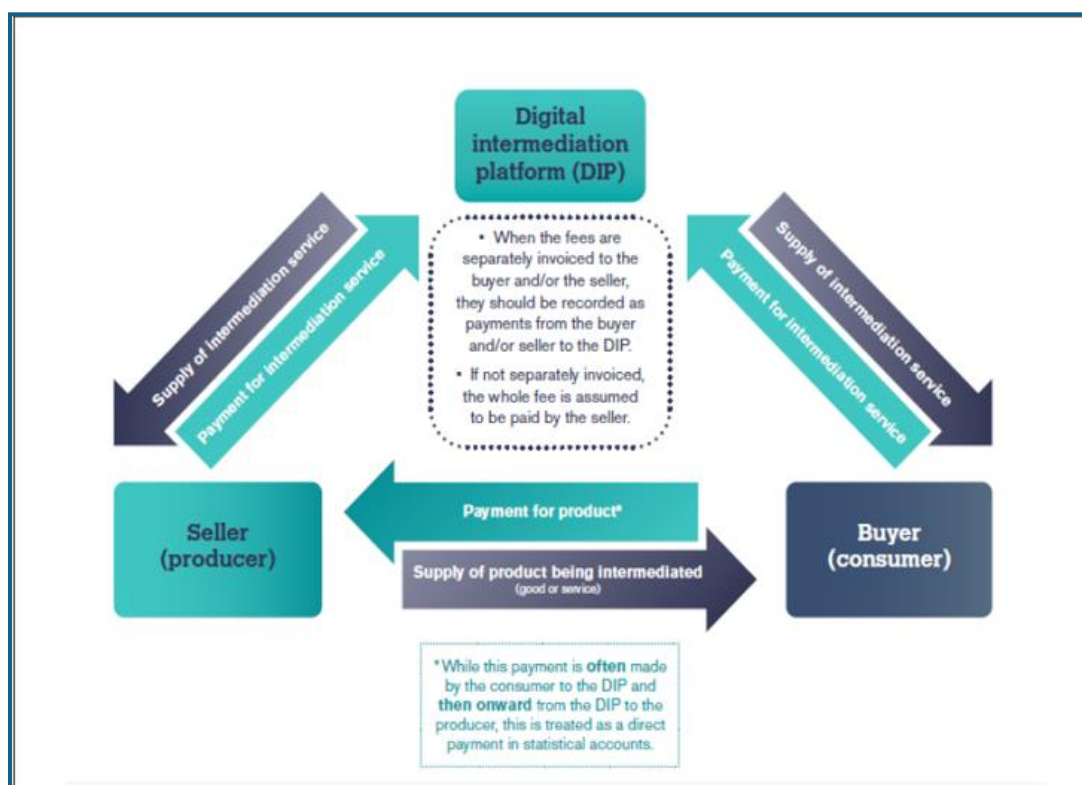 Digital
intermediation
platform (DIP)
Supply of intermediation service
Payment for intermediation service
• When the fees are
separately invoiced to the
buyer and/or the seller,
they should be recorded as
payments from the buyer
and/or seller to the DIP.
• If not separately invoiced,
the whole fee is assumed
to be paid by the seller.
Supply of intermediation service
Payment for intermediation service
Seller
(producer)
Payment for product*
Supply of product being intermediated
(good or service)
Buyer
(consumer)
* While this payment is often made
by the consumer to the DIP and
then onward from the DIP to the
producer, this is treated as a direct
payment in statistical accounts.